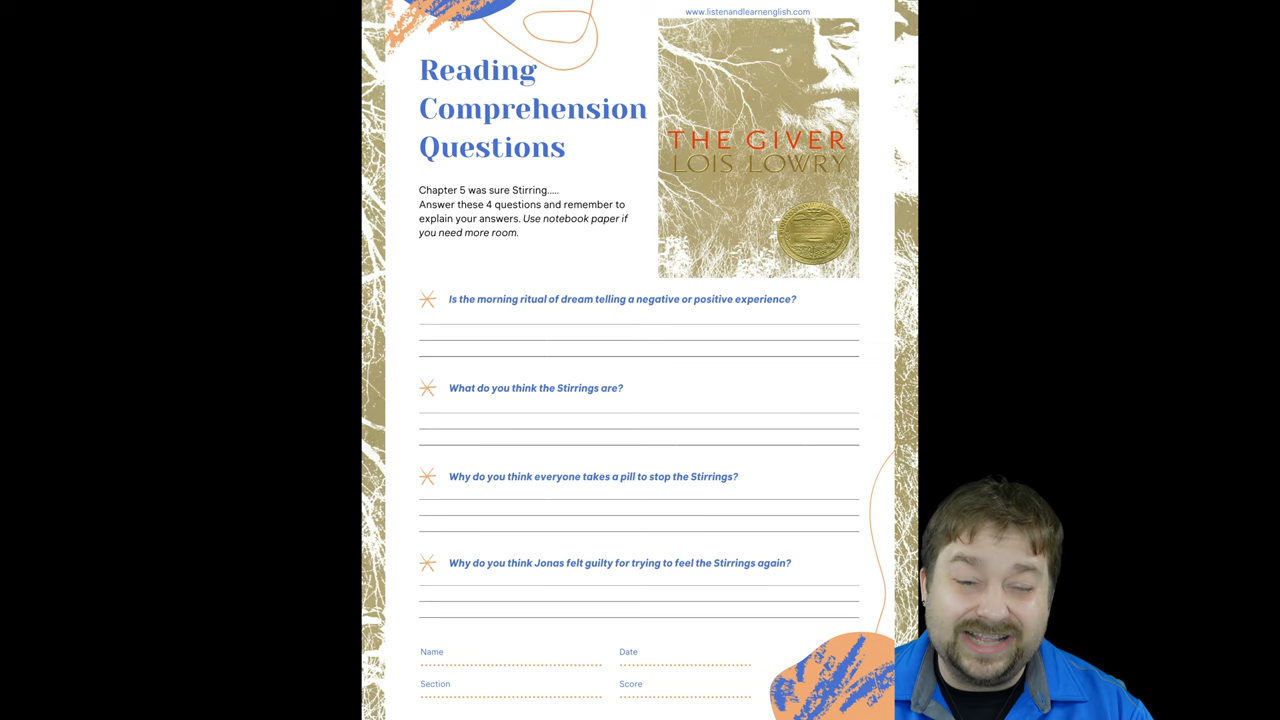 www.listenandlearnenglish.com
Reading
Comprehension
Questions
THE GIVER
LOIS LOWRY
Chapter 5 was sure Stirring.....
Answer these 4 questions and remember to
explain your answers. Use notebook paper if
you need more room.
Is the morning ritual of dream telling a negative or positive experience?
What do you think the Stirrings are?
Why do you think everyone takes a pill to stop the Stirrings?
Why do you think Jonas felt guilty for trying to feel the Stirrings again?
Name
Date
Section
Score